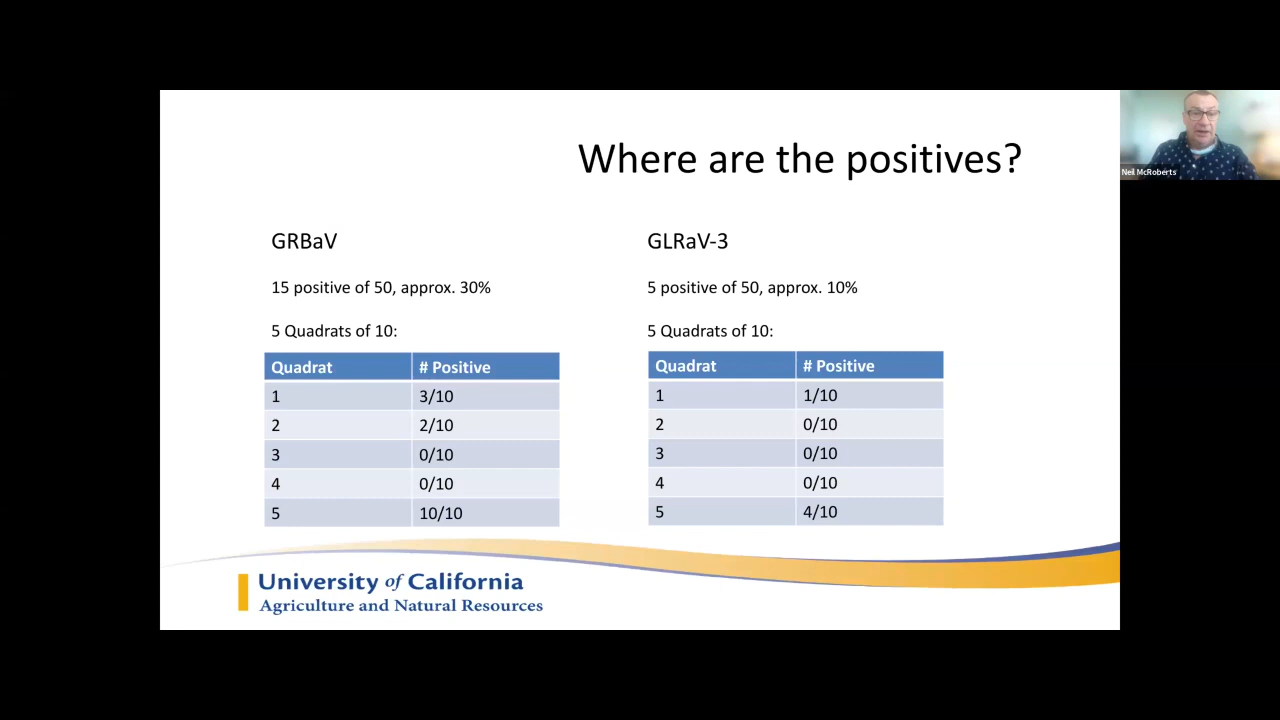 Where are the positives?
Neil McRoberts
GRBaV
15 positive of 50, approx. 30%
5 Quadrats of 10:
Quadrat # Positive
1 3/10
2 2/10
3 0/10
4 0/10
5 10/10
GLRaV-3
5 positive of 50, approx. 10%
5 Quadrats of 10:
Quadrat # Positive
1 1/10
2 0/10
3 0/10
4 0/10
5 4/10
University of California
Agriculture and Natural Resources